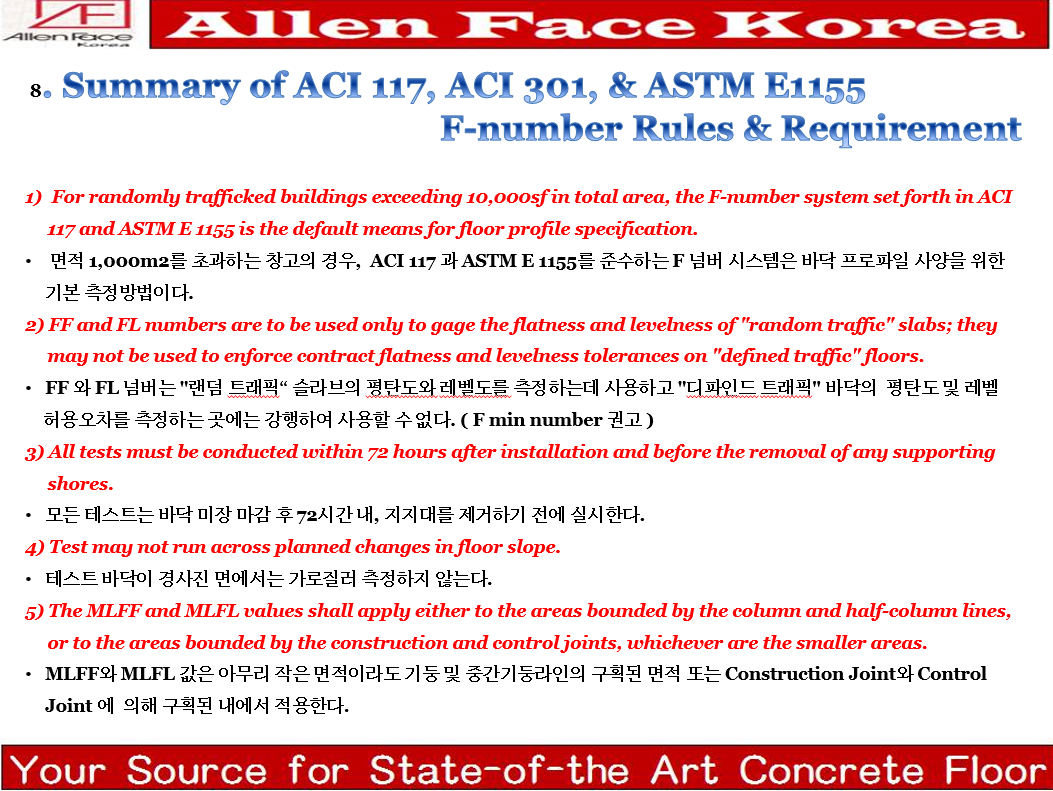 Allen Face
Korea
Allen Face Korea
8. Summary of ACI 117, ACI 301, & ASTM E1155
F-number Rules & Requirement
1) For randomly trafficked buildings exceeding 10,000sf in total area, the F-number system set forth in ACI
117 and ASTM E 1155 is the default means for floor profile specification.
• 면적 1,000m2를 초과하는 창고의 경우, ACI 117 과 ASTM E 1155를 준수하는 F 넘버 시스템은 바닥 프로파일 사양을 위한
기본 측정방법이다.
2) FF and FL numbers are to be used only to gage the flatness and levelness of "random traffic" slabs; they
may not be used to enforce contract flatness and levelness tolerances on "defined traffic" floors.
• FF 와 FL 넘버는 "랜덤 트래픽“ 슬라브의 평탄도와 레벨도를 측정하는데 사용하고 "디파인드 트래픽" 바닥의 평탄도 및 레벨
허용오차를 측정하는 곳에는 강행하여 사용할 수 없다. ( F min number 권고 )
3) All tests must be conducted within 72 hours after installation and before the removal of any supporting
shores.
• 모든 테스트는 바닥 미장 마감 후 72시간 내, 지지대를 제거하기 전에 실시한다.
4) Test may not run across planned changes in floor slope.
• 테스트 바닥이 경사진 면에서는 가로질러 측정하지 않는다.
5) The MLFF and MLFL values shall apply either to the areas bounded by the column and half-column lines,
or to the areas bounded by the construction and control joints, whichever are the smaller areas.
• MLFF와 MLFL 값은 아무리 작은 면적이라도 기둥 및 중간기둥라인의 구획된 면적 또는 Construction Joint와 Control
Joint 에 의해 구획된 내에서 적용한다.
Your Source for State-of-the Art Concrete Floor